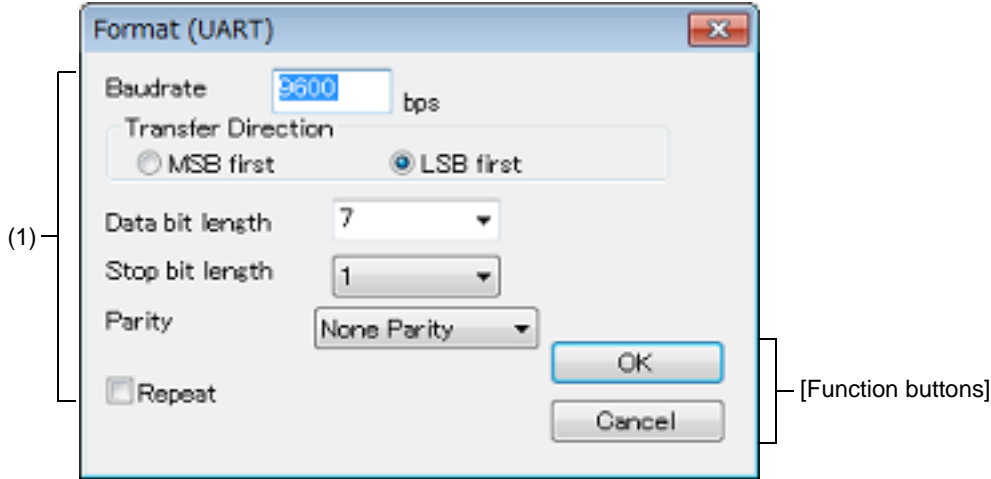 Format (UART)
Baudrate 9600 bps
Transfer Direction
MSB first LSB first
Data bit length 7
(1)
Stop bit length 1
Parity None Parity
OK
Repeat
[Function buttons]
Cancel